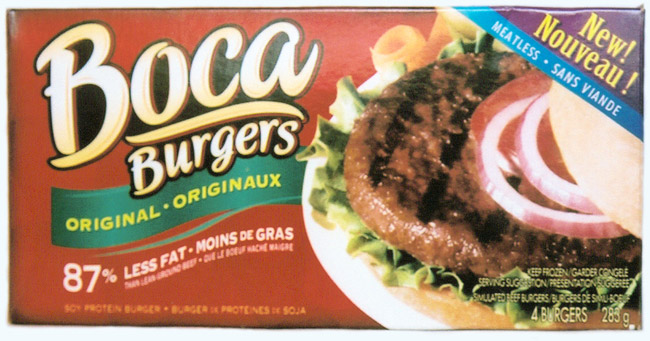 Boca
Burgers
ORIGINAL • ORIGINAUX
87% LESS FAT • MOINS DE GRAS
THAN LEAN GROUND BEEF • QUE LE BOEUF HACHÉ MAIGRE
SOY PROTEIN BURGER • BURGER AUX PROTÉINES DE SOJA
New!
Nouveau!
MEATLESS • SANS VIANDE
KEEP FROZEN/GARDER CONGELÉ
SERVING SUGGESTION/PRÉSENTATION SUGGÉRÉE
SIMULATED BEEF BURGERS/BURGERS DE SIMILI-BOEUF
4 BURGERS 283 g